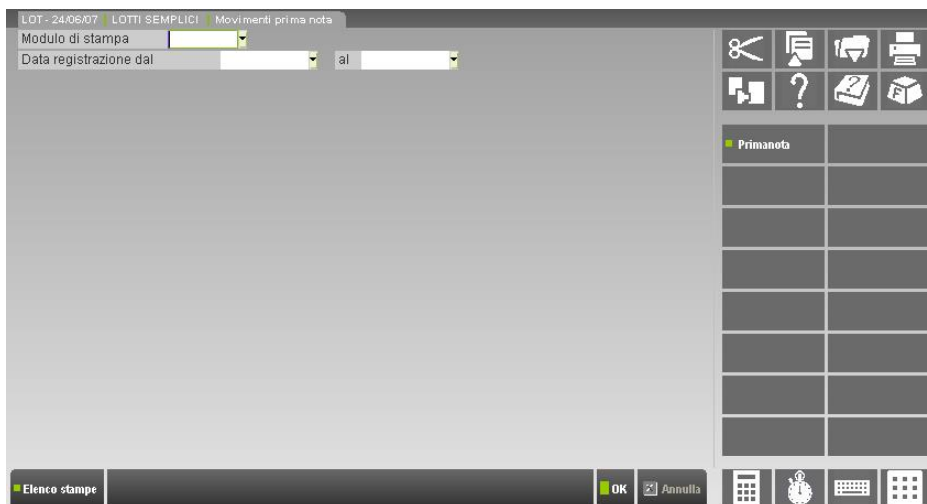 LOT - 24/06/07 LOTTI SEMPLICI Movimenti prima nota
Modulo di stampa
Data registrazione dal al
Primanota
Elenco stampe OK Annulla